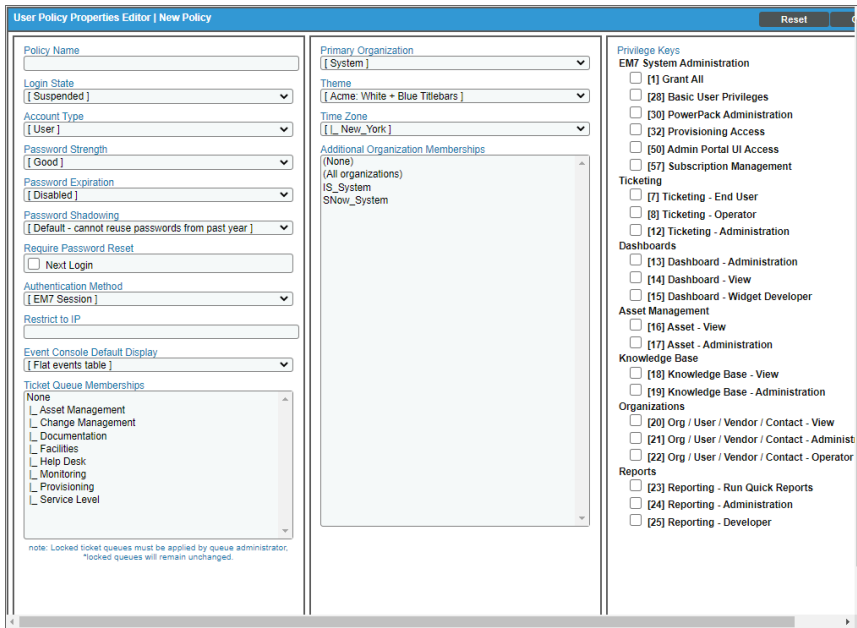 User Policy Properties Editor | New Policy
Reset
Policy Name
Login State
[ Suspended ]
Account Type
[ User ]
Password Strength
[ Good ]
Password Expiration
[ Disabled ]
Password Shadowing
[ Default - cannot reuse passwords from past year ]
Require Password Reset
Next Login
Authentication Method
[ EM7 Session ]
Restrict to IP
Event Console Default Display
[ Flat events table ]
Ticket Queue Memberships
None
|_ Asset Management
|_ Change Management
|_ Documentation
|_ Facilities
|_ Help Desk
|_ Monitoring
|_ Provisioning
|_ Service Level
note: Locked ticket queues must be applied by queue administrator,
*locked queues will remain unchanged.
Primary Organization
[ System ]
Theme
[ Acme: White + Blue Titlebars ]
Time Zone
[ |_ New_York ]
Additional Organization Memberships
(None)
(All organizations)
IS_System
SNow_System
Privilege Keys
EM7 System Administration
[1] Grant All
[28] Basic User Privileges
[30] PowerPack Administration
[32] Provisioning Access
[50] Admin Portal UI Access
[57] Subscription Management
Ticketing
[7] Ticketing - End User
[8] Ticketing - Operator
[12] Ticketing - Administration
Dashboards
[13] Dashboard - Administration
[14] Dashboard - View
[15] Dashboard - Widget Developer
Asset Management
[16] Asset - View
[17] Asset - Administration
Knowledge Base
[18] Knowledge Base - View
[19] Knowledge Base - Administration
Organizations
[20] Org / User / Vendor / Contact - View
[21] Org / User / Vendor / Contact - Administ
[22] Org / User / Vendor / Contact - Operator
Reports
[23] Reporting - Run Quick Reports
[24] Reporting - Administration
[25] Reporting - Developer